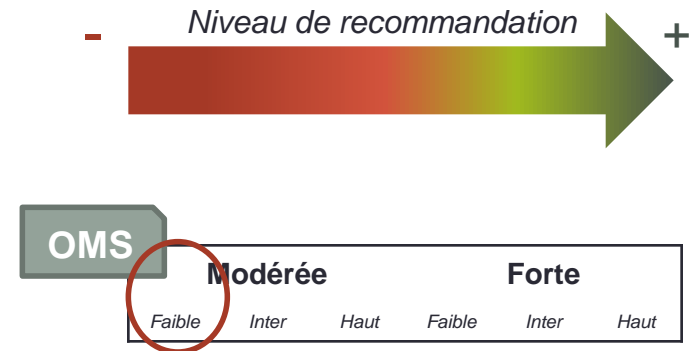 Niveau de recommandation
- +
OMS
Modérée Forte
Faible Inter Haut Faible Inter Haut